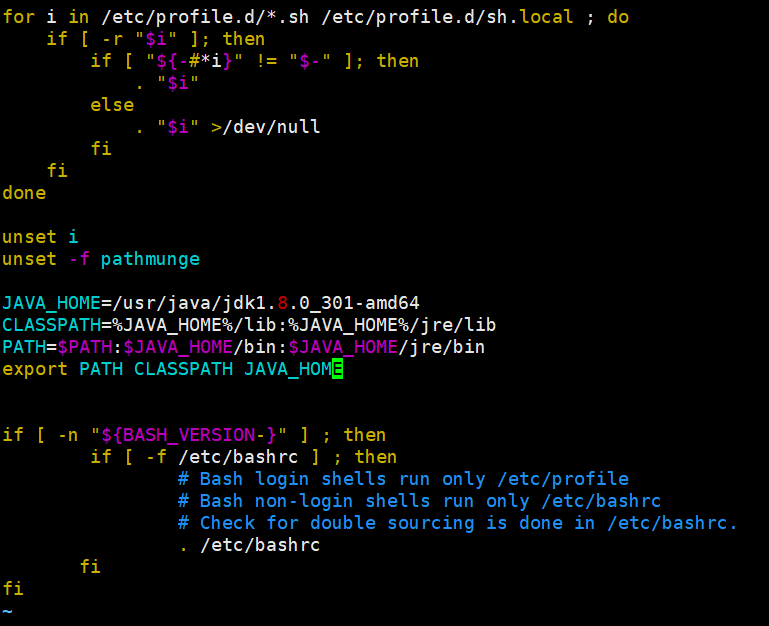 for i in /etc/profile.d/*.sh /etc/profile.d/sh.local ; do
    if [ -r "$i" ]; then
        if [ "${-#*i}" != "$-" ]; then
            . "$i"
        else
            . "$i" >/dev/null
        fi
    fi
done

unset i
unset -f pathmunge

JAVA_HOME=/usr/java/jdk1.8.0_301-amd64
CLASSPATH=%JAVA_HOME%/lib:%JAVA_HOME%/jre/lib
PATH=$PATH:$JAVA_HOME/bin:$JAVA_HOME/jre/bin
export PATH CLASSPATH JAVA_HOME


if [ -n "${BASH_VERSION-}" ] ; then
        if [ -f /etc/bashrc ] ; then
                # Bash login shells run only /etc/profile
                # Bash non-login shells run only /etc/bashrc
                # Check for double sourcing is done in /etc/bashrc.
                . /etc/bashrc
       fi
fi
~